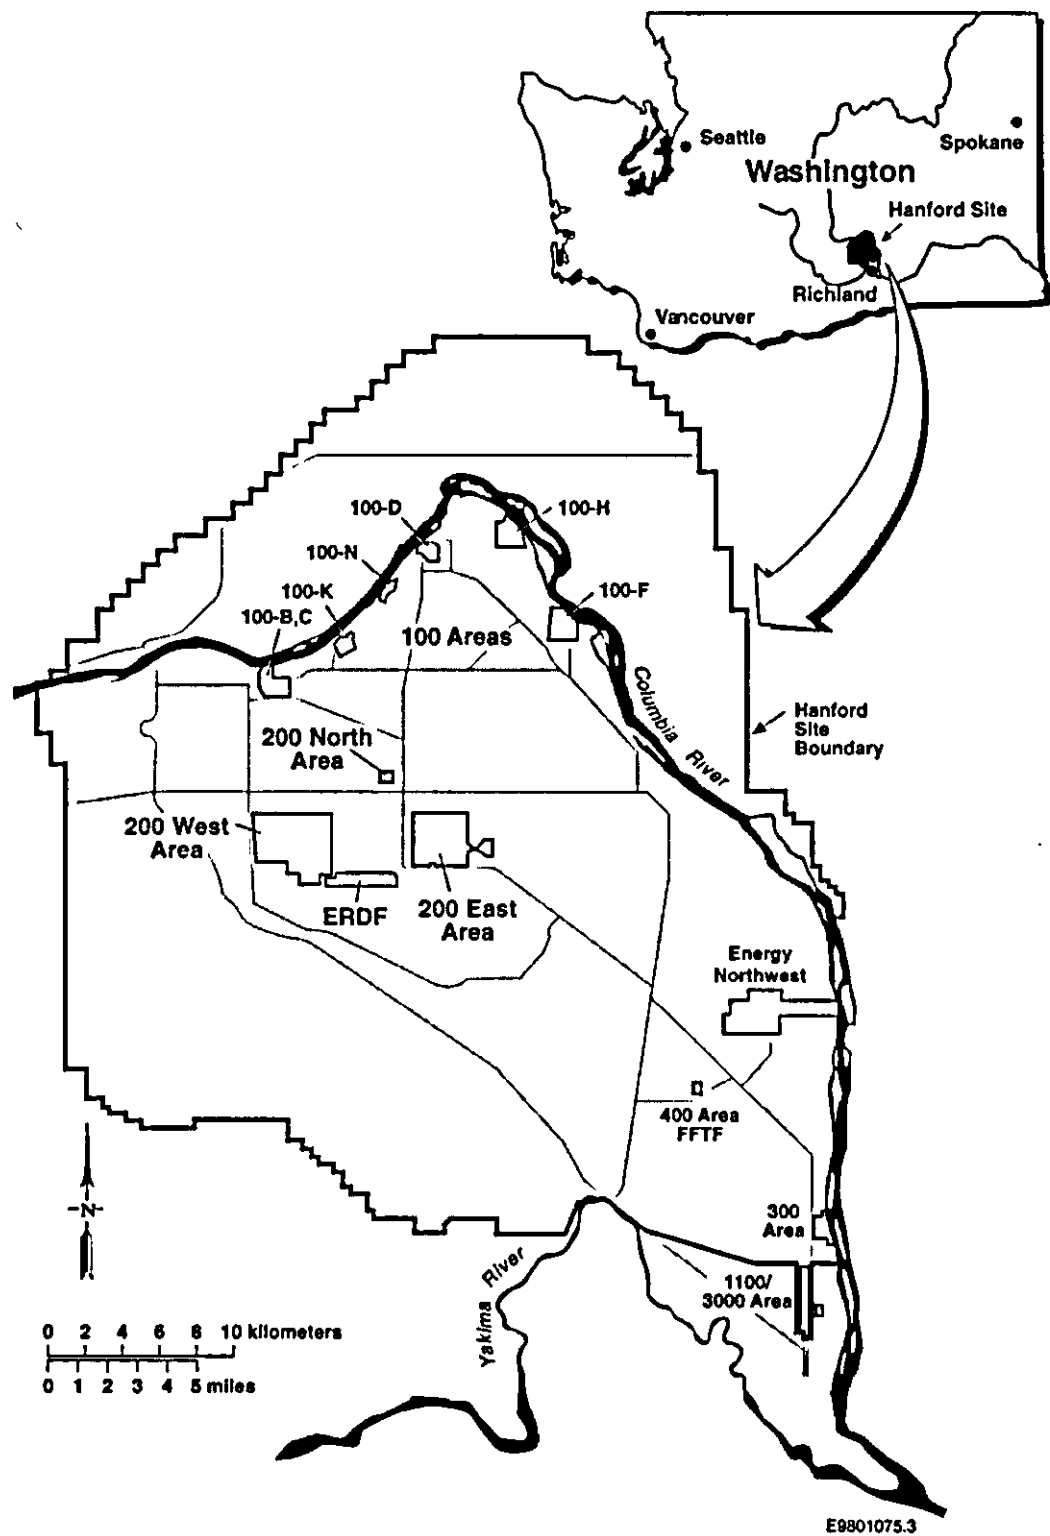 Seattle
Spokane
Washington
Hanford Site
Richland
Vancouver
100-D
100-H
100-N
100-K
100-F
100-B,C
100 Areas
Columbia River
Hanford
Site
Boundary
200 North
Area
200 West
Area
ERDF
200 East
Area
Energy
Northwest
400 Area
FFTF
N
300
Area
Yakima River
1100/
3000 Area
0 2 4 6 8 10 kilometers
0 1 2 3 4 5 miles
E9801075.3